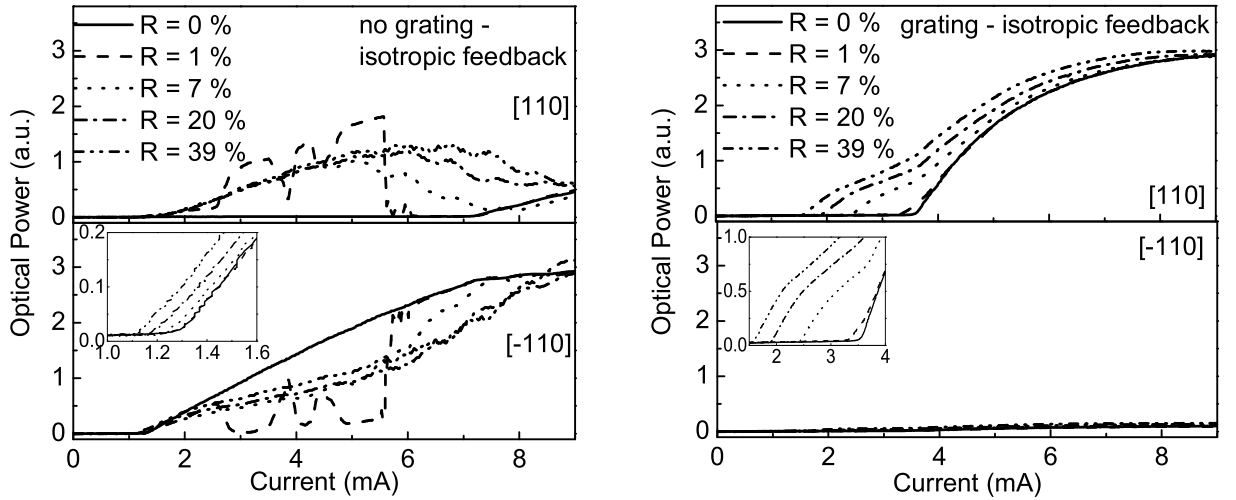 R = 0 %
R = 1 %
R = 7 %
R = 20 %
R = 39 %
no grating -
isotropic feedback
[110]
3
2
1
0
Optical Power (a.u.)
0.2
0.1
0.0
1.0 1.2 1.4 1.6
[-110]
3
2
1
0
0 2 4 6 8
Current (mA)
R = 0 %
R = 1 %
R = 7 %
R = 20 %
R = 39 %
grating - isotropic feedback
[110]
3
2
1
0
Optical Power (a.u.)
1.0
0.5
0.0
2 3 4
[-110]
3
2
1
0
0 2 4 6 8
Current (mA)